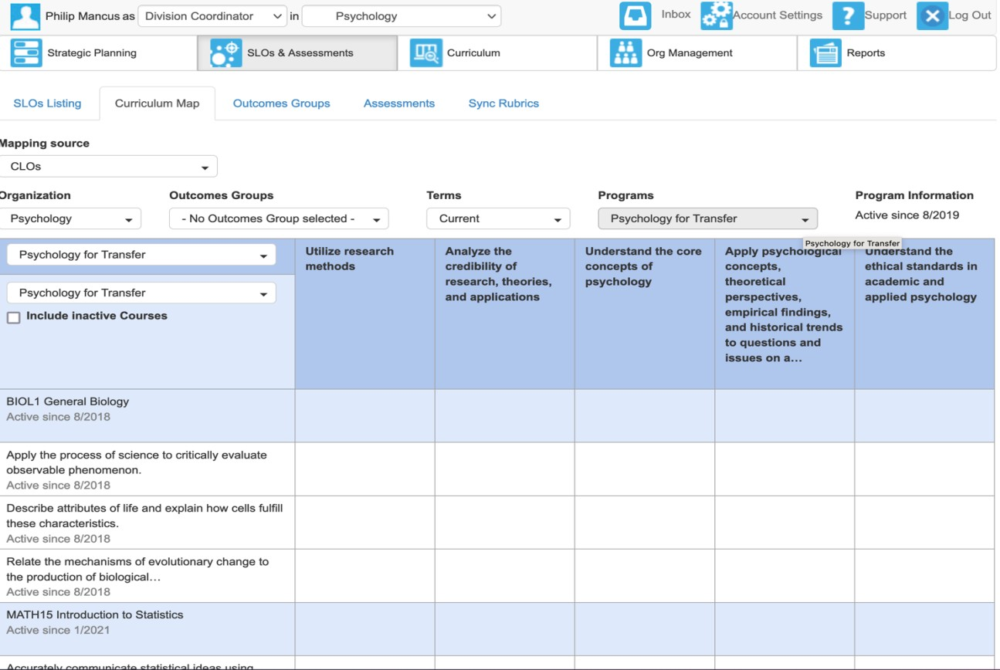 Philip Mancus as Division Coordinator in Psychology Inbox Account Settings Support Log Out
Strategic Planning SLOs & Assessments Curriculum Org Management Reports
SLOs Listing Curriculum Map Outcomes Groups Assessments Sync Rubrics
Mapping source
CLOs
Organization Outcomes Groups Terms Programs Program Information
Psychology - No Outcomes Group selected - Current Psychology for Transfer Active since 8/2019
Psychology for Transfer
Psychology for Transfer
Psychology for Transfer
Include inactive Courses
Utilize research
methods
Analyze the
credibility of
research, theories,
and applications
Understand the core
concepts of
psychology
Apply psychological
concepts,
theoretical
perspectives,
empirical findings,
and historical trends
to questions and
issues on a…
Understand the
ethical standards in
academic and
applied psychology
BIOL1 General Biology
Active since 8/2018
Apply the process of science to critically evaluate
observable phenomenon.
Active since 8/2018
Describe attributes of life and explain how cells fulfill
these characteristics.
Active since 8/2018
Relate the mechanisms of evolutionary change to
the production of biological…
Active since 8/2018
MATH15 Introduction to Statistics
Active since 1/2021
Accurately communicate statistical ideas using